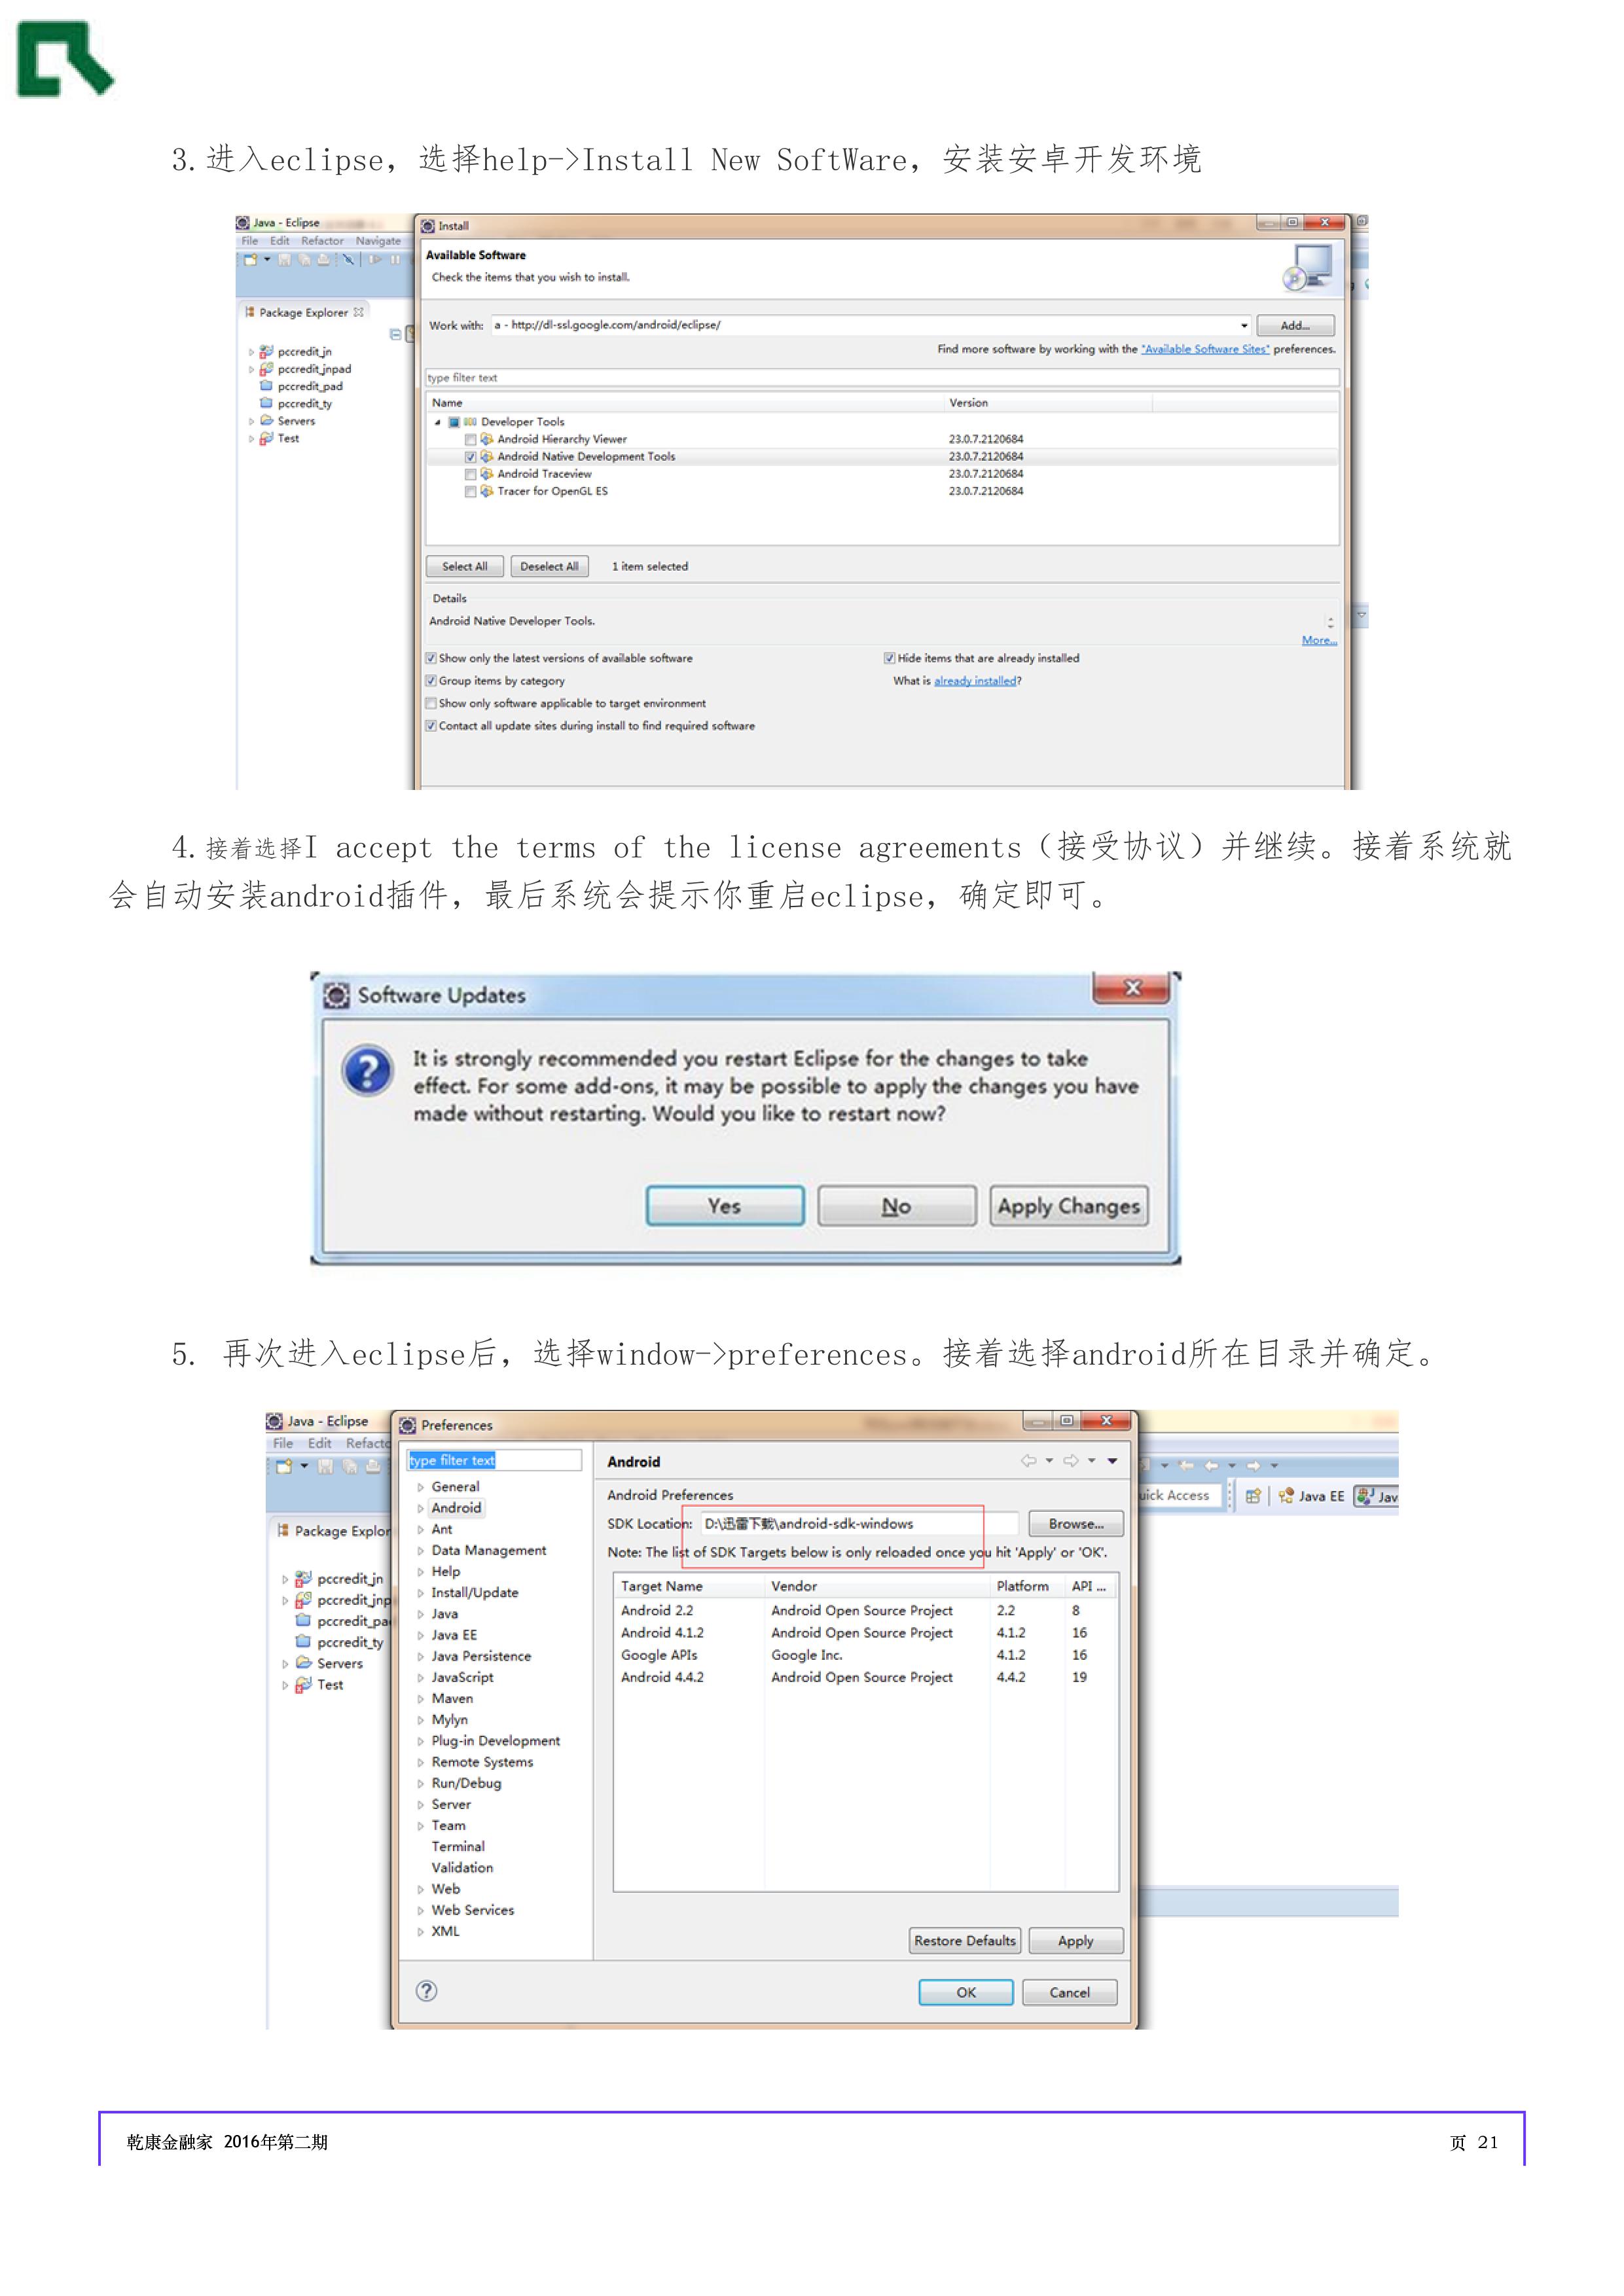 3.进入eclipse，选择help->Install New SoftWare，安装安卓开发环境
Java - Eclipse
File Edit Refactor Navigate
Package Explorer
pccredit_jn
pccredit_jnpad
pccredit_pad
pccredit_ty
Servers
Test
Install
Available Software
Check the items that you wish to install.
Work with: a - http://dl-ssl.google.com/android/eclipse/ Add...
Find more software by working with the "Available Software Sites" preferences.
type filter text
Name Version
Developer Tools
Android Hierarchy Viewer 23.0.7.2120684
Android Native Development Tools 23.0.7.2120684
Android Traceview 23.0.7.2120684
Tracer for OpenGL ES 23.0.7.2120684
Select All Deselect All 1 item selected
Details
Android Native Developer Tools.
More...
Show only the latest versions of available software Hide items that are already installed
Group items by category What is already installed?
Show only software applicable to target environment
Contact all update sites during install to find required software
4.接着选择I accept the terms of the license agreements（接受协议）并继续。接着系统就
会自动安装android插件，最后系统会提示你重启eclipse，确定即可。
Software Updates
It is strongly recommended you restart Eclipse for the changes to take
effect. For some add-ons, it may be possible to apply the changes you have
made without restarting. Would you like to restart now?
Yes No Apply Changes
5. 再次进入eclipse后，选择window->preferences。接着选择android所在目录并确定。
Java - Eclipse
File Edit Refacto
Package Explor
pccredit_jn
pccredit_jnp
pccredit_pa
pccredit_ty
Servers
Test
Preferences
type filter text
General
Android
Ant
Data Management
Help
Install/Update
Java
Java EE
Java Persistence
JavaScript
Maven
Mylyn
Plug-in Development
Remote Systems
Run/Debug
Server
Team
Terminal
Validation
Web
Web Services
XML
Android
Android Preferences
SDK Location: D:\迅雷下载\android-sdk-windows Browse...
Note: The list of SDK Targets below is only reloaded once you hit 'Apply' or 'OK'.
Target Name Vendor Platform API ...
Android 2.2 Android Open Source Project 2.2 8
Android 4.1.2 Android Open Source Project 4.1.2 16
Google APIs Google Inc. 4.1.2 16
Android 4.4.2 Android Open Source Project 4.4.2 19
Restore Defaults Apply
OK Cancel
uick Access Java EE Jav
乾康金融家 2016年第二期 页 21